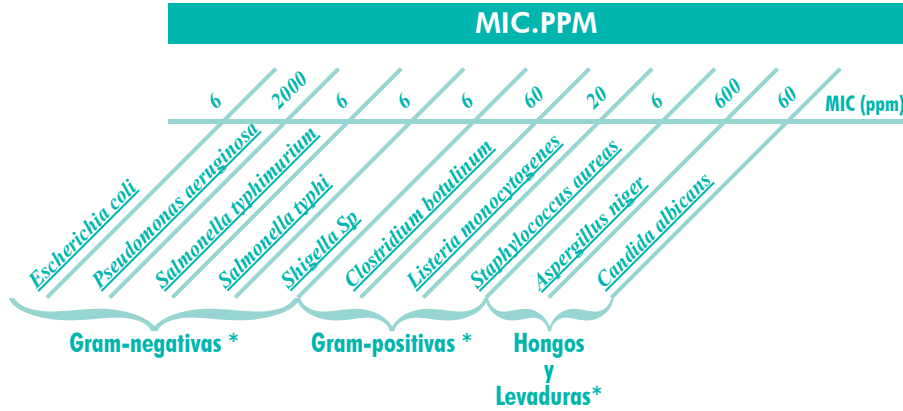 MIC.PPM
6 2000 6 6 6 60 20 6 600 60 MIC (ppm)
Escherichia coli
Pseudomonas aeruginosa
Salmonella typhimurium
Salmonella typhi
Shigella Sp
Clostridium botulinum
Listeria monocytogenes
Staphylococcus aureas
Aspergillus niger
Candida albicans
Gram-negativas * Gram-positivas * Hongos
y
Levaduras*